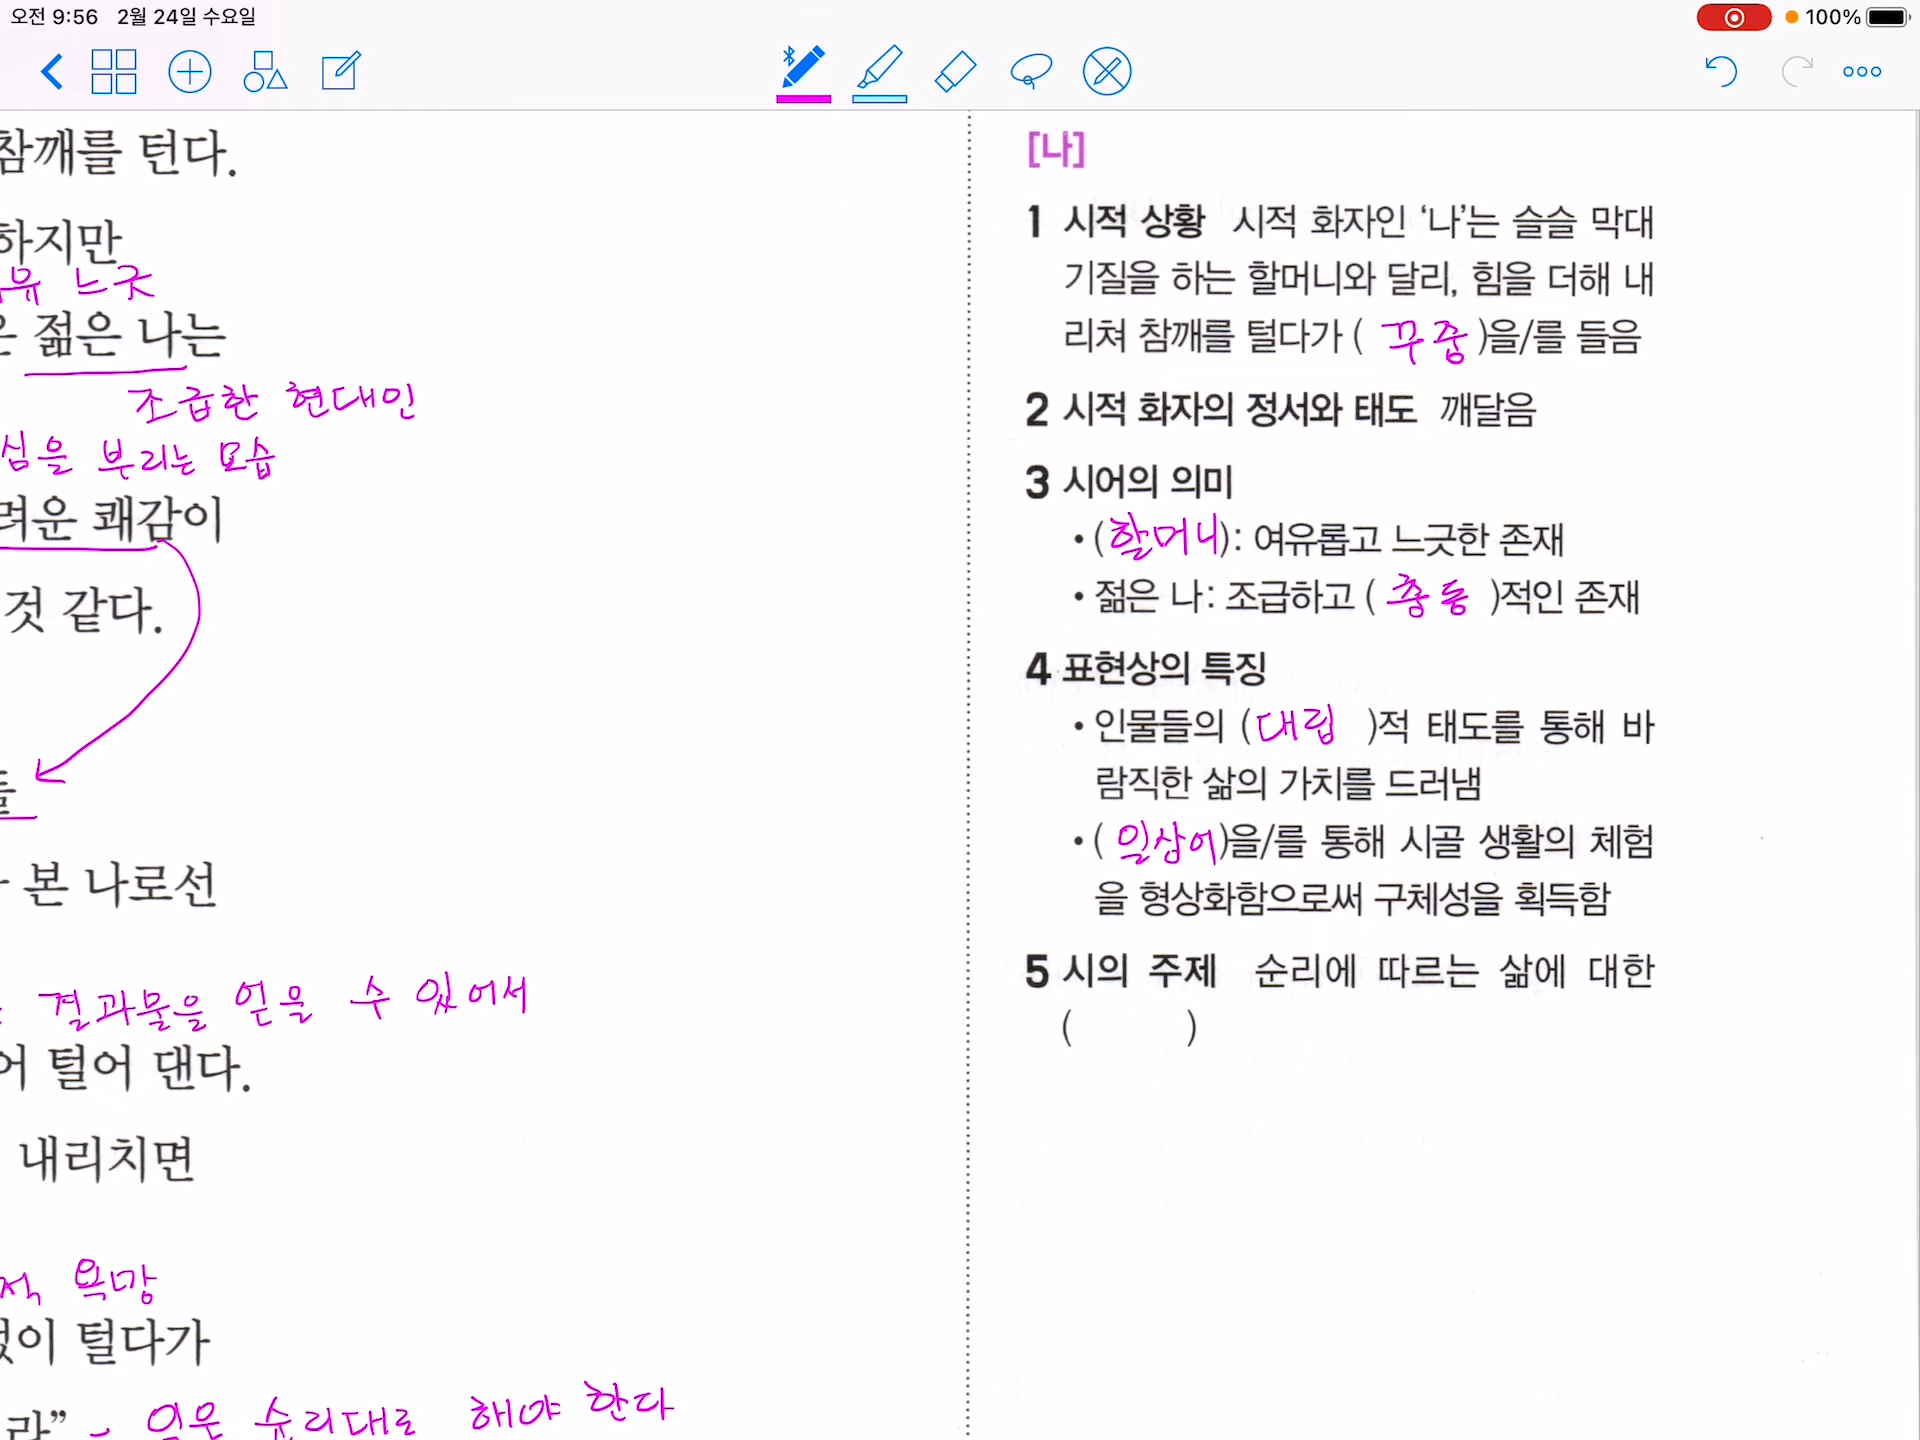 오전 9:56 2월 24일 수요일
100%
참깨를 턴다.
하지만
느긋
젊은 나는
조급한 현대인
심을 부리는 모습
려운 쾌감이
것 같다.
본 나로선
결과물을 얻을 수 있어서
어 털어 댄다.
내리치면
적 욕망
없이 털다가
라” - 일은 순리대로 해야 한다
[나]
1 시적 상황 시적 화자인 ‘나’는 슬슬 막대
기질을 하는 할머니와 달리, 힘을 더해 내
리쳐 참깨를 털다가 ( 꾸중 )을/를 들음
2 시적 화자의 정서와 태도 깨달음
3 시어의 의미
• (할머니): 여유롭고 느긋한 존재
• 젊은 나: 조급하고 ( 충동 )적인 존재
4 표현상의 특징
• 인물들의 (대립 )적 태도를 통해 바
람직한 삶의 가치를 드러냄
• ( 일상어)을/를 통해 시골 생활의 체험
을 형상화함으로써 구체성을 획득함
5 시의 주제 순리에 따르는 삶에 대한
( )